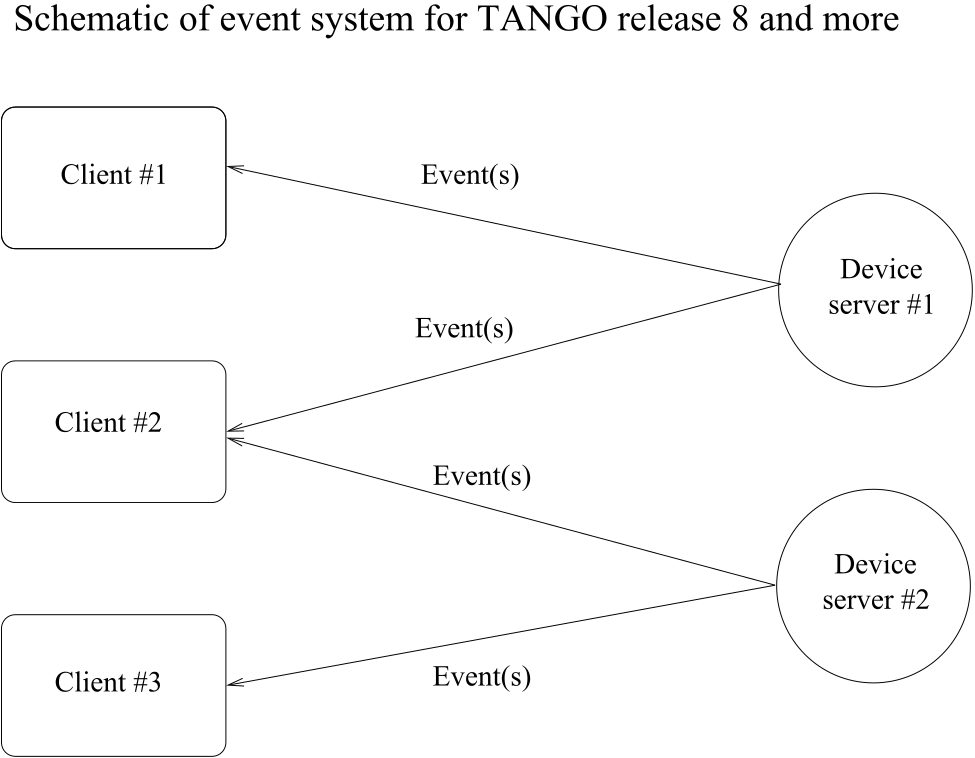 Schematic of event system for TANGO release 8 and more
Client #1
Event(s)
Device
server #1
Event(s)
Client #2
Event(s)
Device
server #2
Client #3
Event(s)